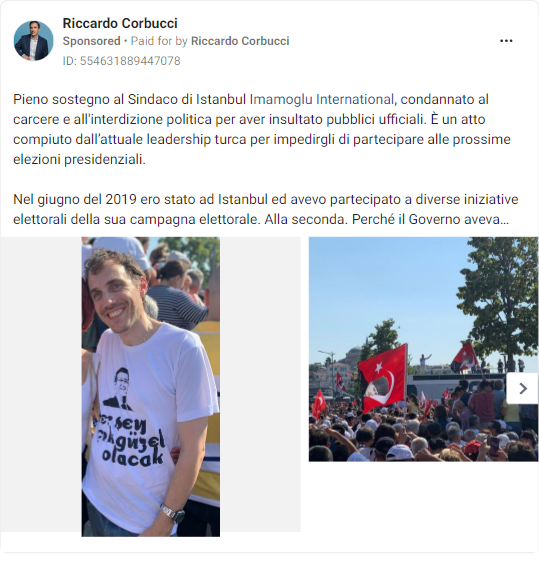 Riccardo Corbucci
Sponsored • Paid for by Riccardo Corbucci
ID: 554631889447078
Pieno sostegno al Sindaco di Istanbul Imamoglu International, condannato al
carcere e all'interdizione politica per aver insultato pubblici ufficiali. È un atto
compiuto dall'attuale leadership turca per impedirgli di partecipare alle prossime
elezioni presidenziali.
Nel giugno del 2019 ero stato ad Istanbul ed avevo partecipato a diverse iniziative
elettorali della sua campagna elettorale. Alla seconda. Perché il Governo aveva...
şey
güzel
olacak